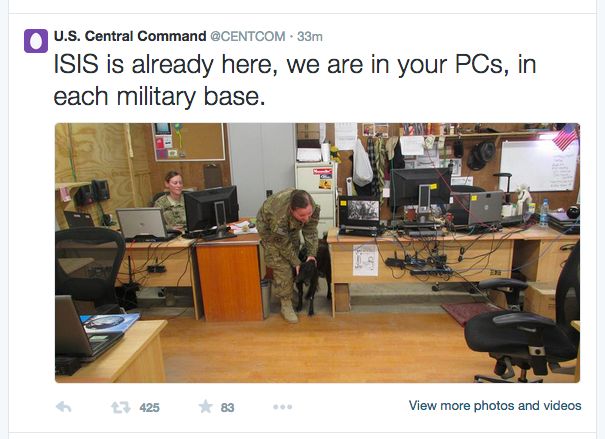 U.S. Central Command @CENTCOM · 33m
ISIS is already here, we are in your PCs, in
each military base.
425 83 View more photos and videos